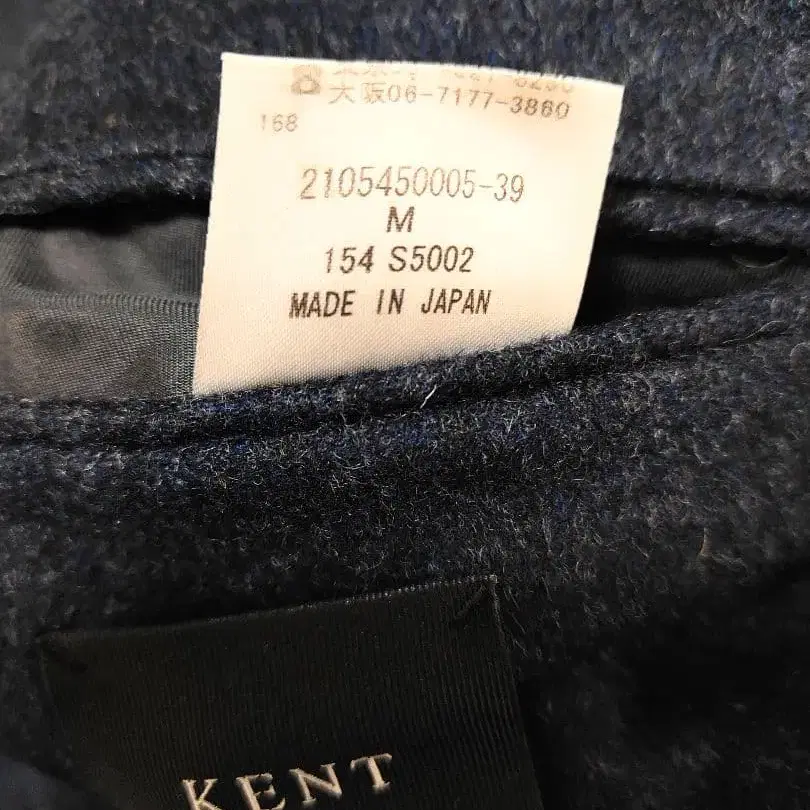 大阪06-7177-3860
168
2105450005-39
M
154 S5002
MADE IN JAPAN
KENT